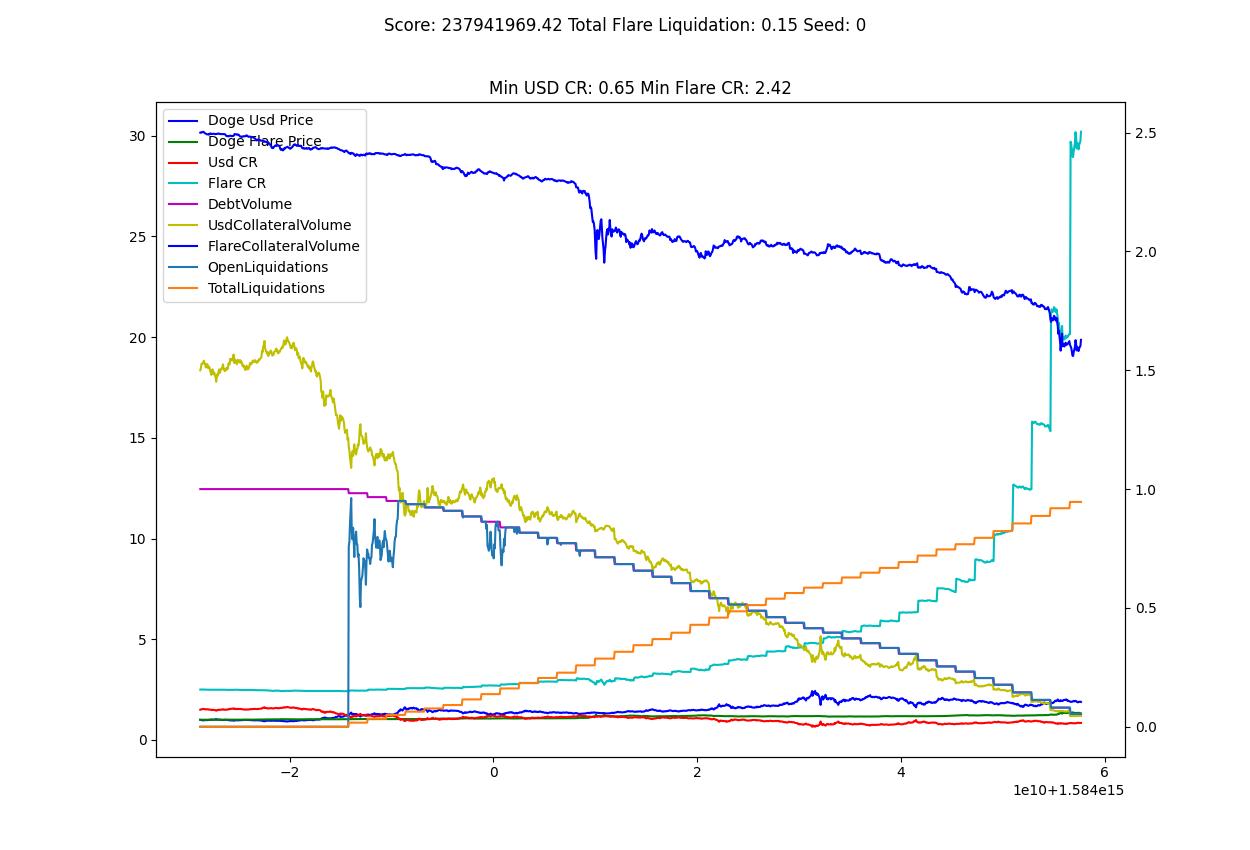 Score: 237941969.42 Total Flare Liquidation: 0.15 Seed: 0
Min USD CR: 0.65 Min Flare CR: 2.42
Doge Usd Price
Doge Flare Price
Usd CR
Flare CR
DebtVolume
UsdCollateralVolume
FlareCollateralVolume
OpenLiquidations
TotalLiquidations
30
25
20
15
10
5
0
2.5
2.0
1.5
1.0
0.5
0.0
−2
0
2
4
6
1e10+1.584e15